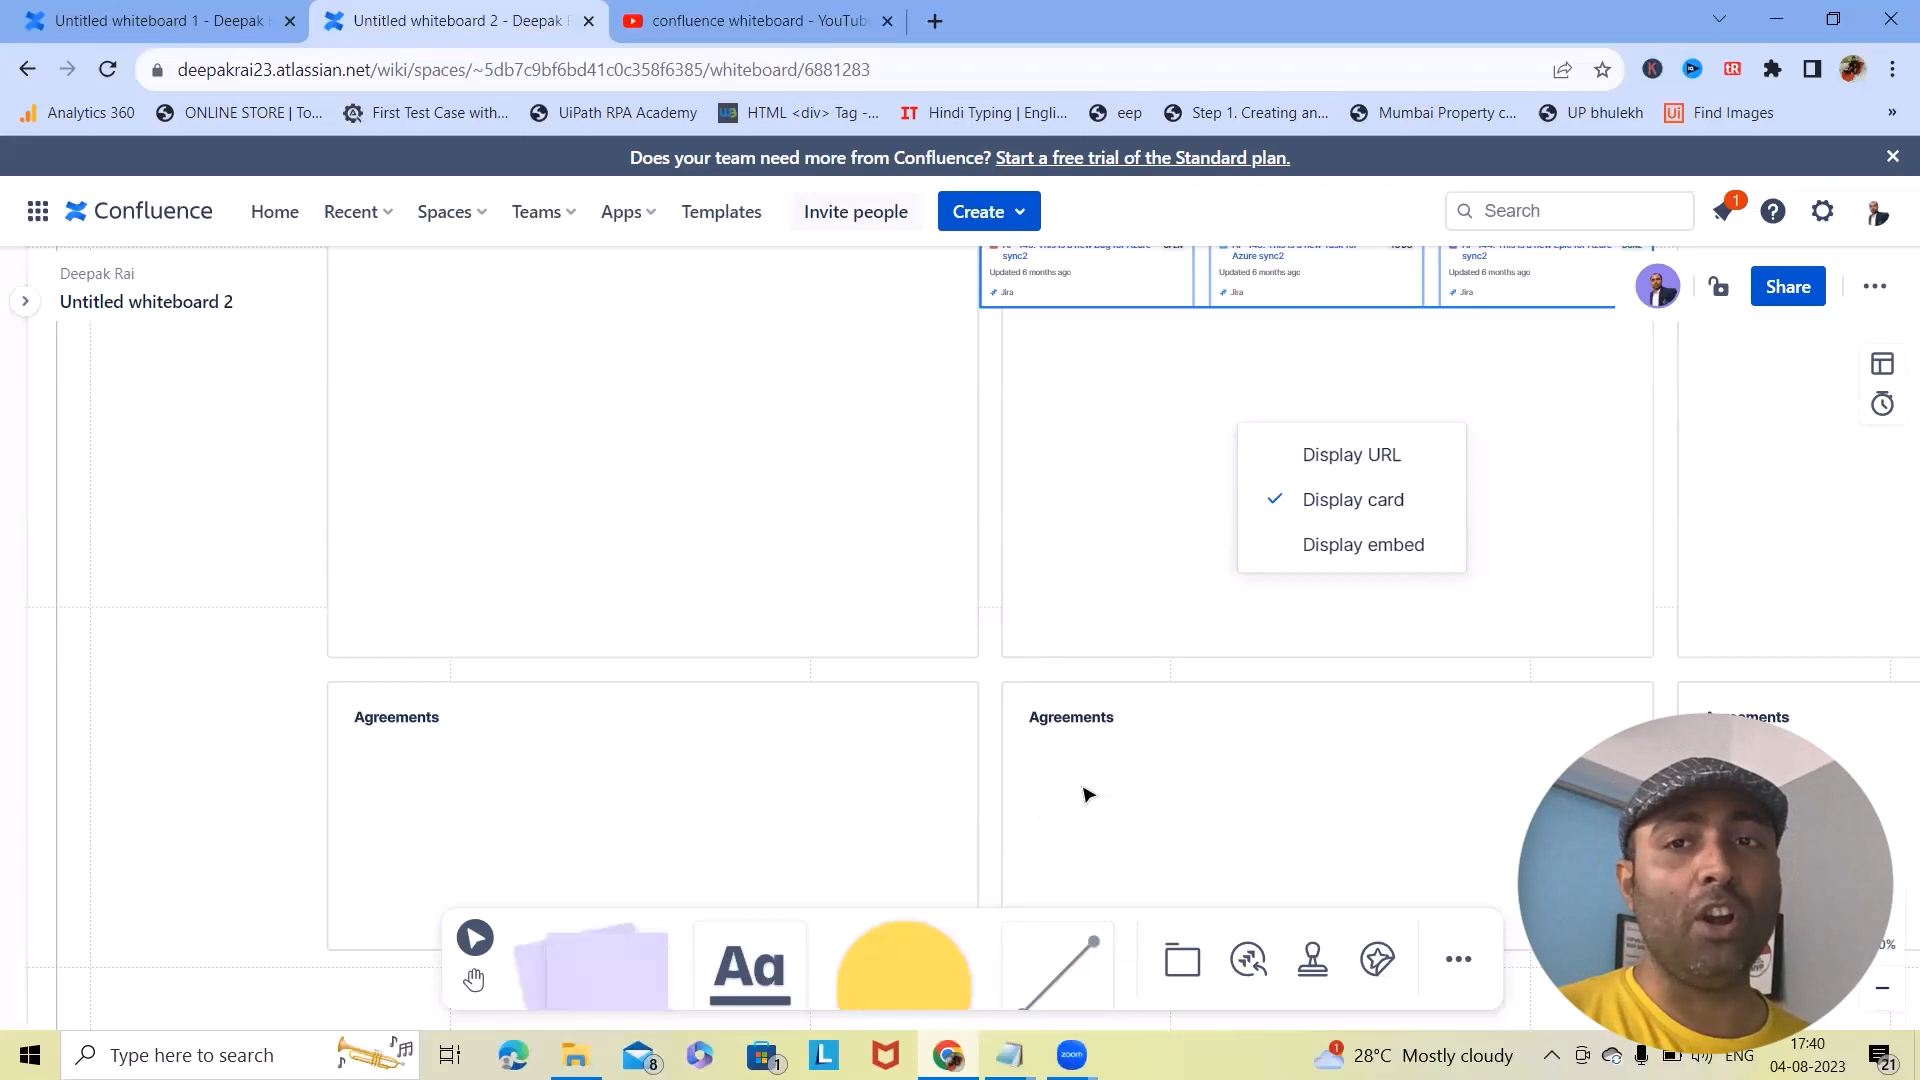 Untitled whiteboard 1 - Deepak
Untitled whiteboard 2 - Deepak
confluence whiteboard - YouTub
deepakrai23.atlassian.net/wiki/spaces/~5db7c9bf6bd41c0c358f6385/whiteboard/6881283
Analytics 360
ONLINE STORE | To...
First Test Case with...
UiPath RPA Academy
HTML <div> Tag -...
Hindi Typing | Engli...
eep
Step 1. Creating an...
Mumbai Property c...
UP bhulekh
Find Images
Does your team need more from Confluence? Start a free trial of the Standard plan.
Confluence
Home
Recent
Spaces
Teams
Apps
Templates
Invite people
Create
Search
1
Deepak Rai
Untitled whiteboard 2
sync2
Updated 6 months ago
Jira
Azure sync2
Updated 6 months ago
Jira
sync2
Updated 6 months ago
Jira
Share
Display URL
Display card
Display embed
Agreements
Agreements
Aa
Type here to search
8
1
L
zoom
1
28°C Mostly cloudy
ENG
17:40
04-08-2023
21